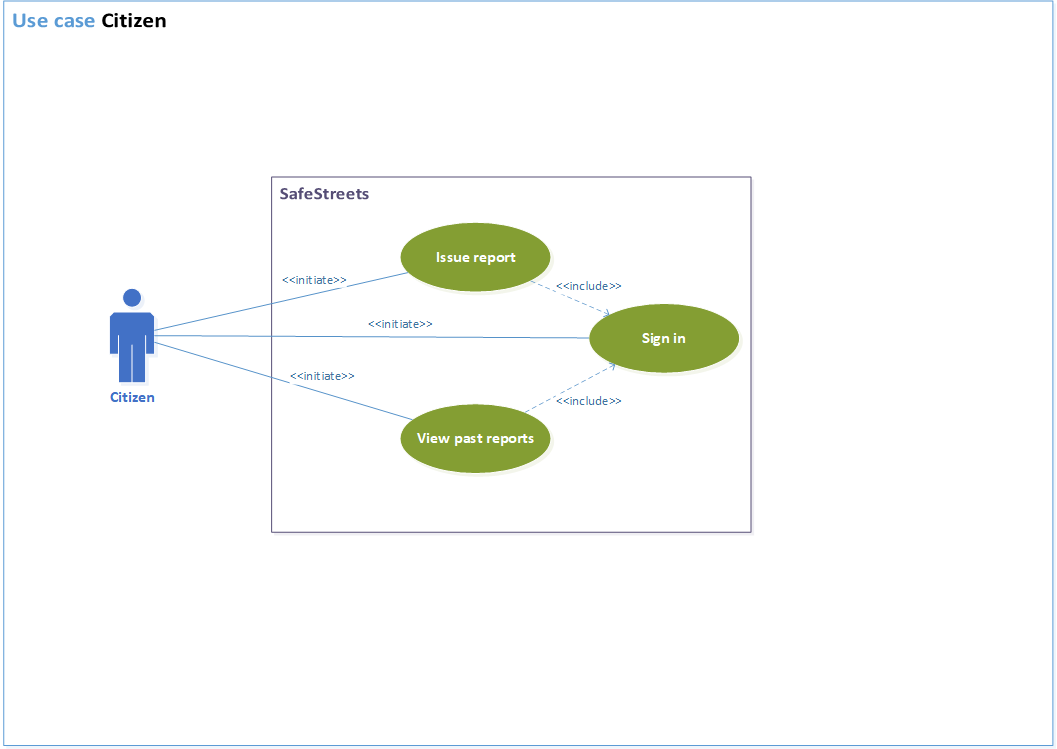 Use case Citizen
SafeStreets
Issue report
<<initiate>>
<<include>>
<<initiate>>
Sign in
<<initiate>>
Citizen
<<include>>
View past reports